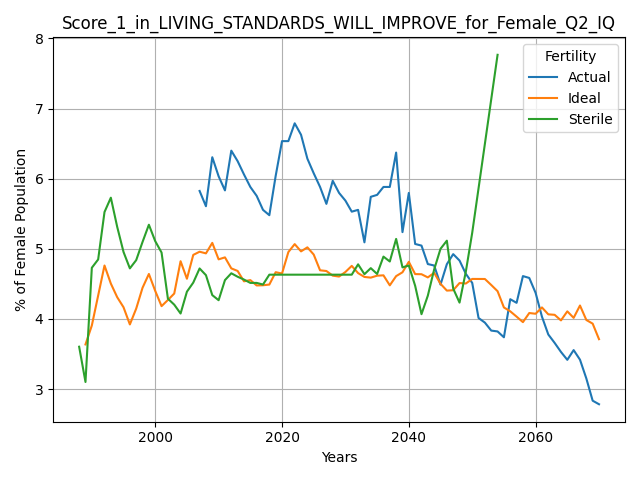 Score_1_in_LIVING_STANDARDS_WILL_IMPROVE_for_Female_Q2_IQ
8
7
6
5
4
3
% of Female Population
Fertility
Actual
Ideal
Sterile
2000 2020 2040 2060
Years